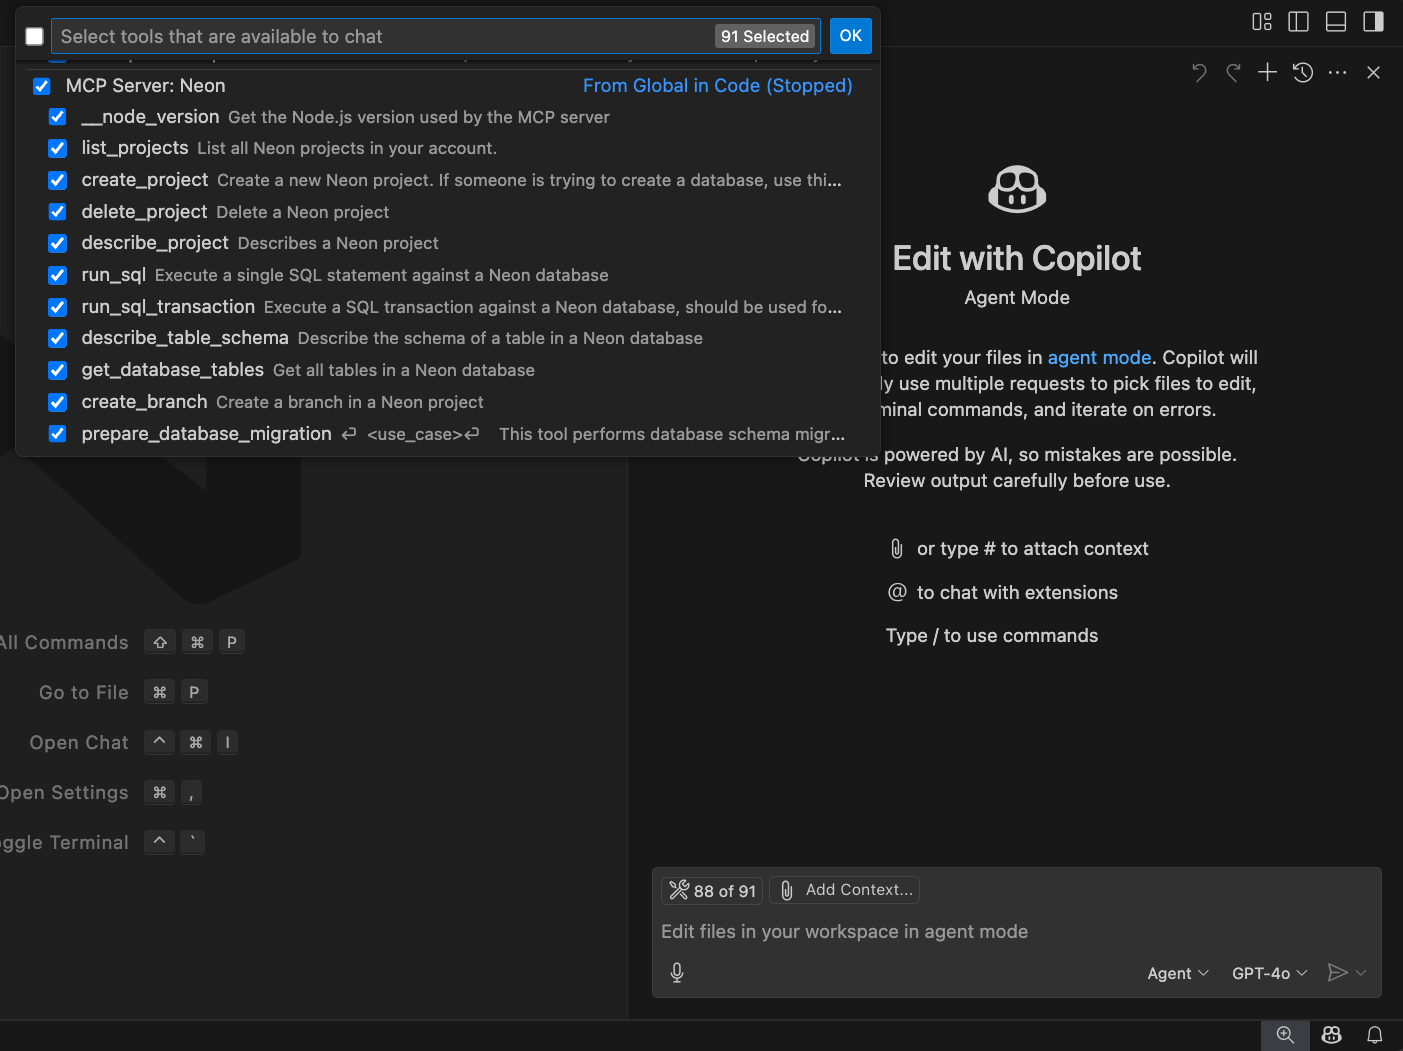 Select tools that are available to chat 91 Selected OK
MCP Server: Neon From Global in Code (Stopped)
__node_version Get the Node.js version used by the MCP server
list_projects List all Neon projects in your account.
create_project Create a new Neon project. If someone is trying to create a database, use thi...
delete_project Delete a Neon project
describe_project Describes a Neon project
run_sql Execute a single SQL statement against a Neon database
run_sql_transaction Execute a SQL transaction against a Neon database, should be used fo...
describe_table_schema Describe the schema of a table in a Neon database
get_database_tables Get all tables in a Neon database
create_branch Create a branch in a Neon project
prepare_database_migration ↵ <use_case>↵ This tool performs database schema migr...
All Commands ⇧ ⌘ P
Go to File ⌘ P
Open Chat ^ ⌘ I
Open Settings ⌘ ,
ggle Terminal ^ `
Edit with Copilot
Agent Mode
to edit your files in agent mode. Copilot will
ly use multiple requests to pick files to edit,
minal commands, and iterate on errors.
Copilot is powered by AI, so mistakes are possible.
Review output carefully before use.
or type # to attach context
@ to chat with extensions
Type / to use commands
88 of 91 Add Context...
Edit files in your workspace in agent mode
Agent GPT-4o